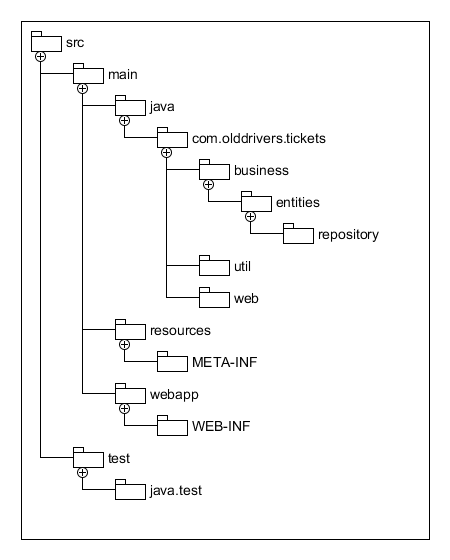 src
main
java
com.olddrivers.tickets
business
entities
repository
util
web
resources
META-INF
webapp
WEB-INF
test
java.test